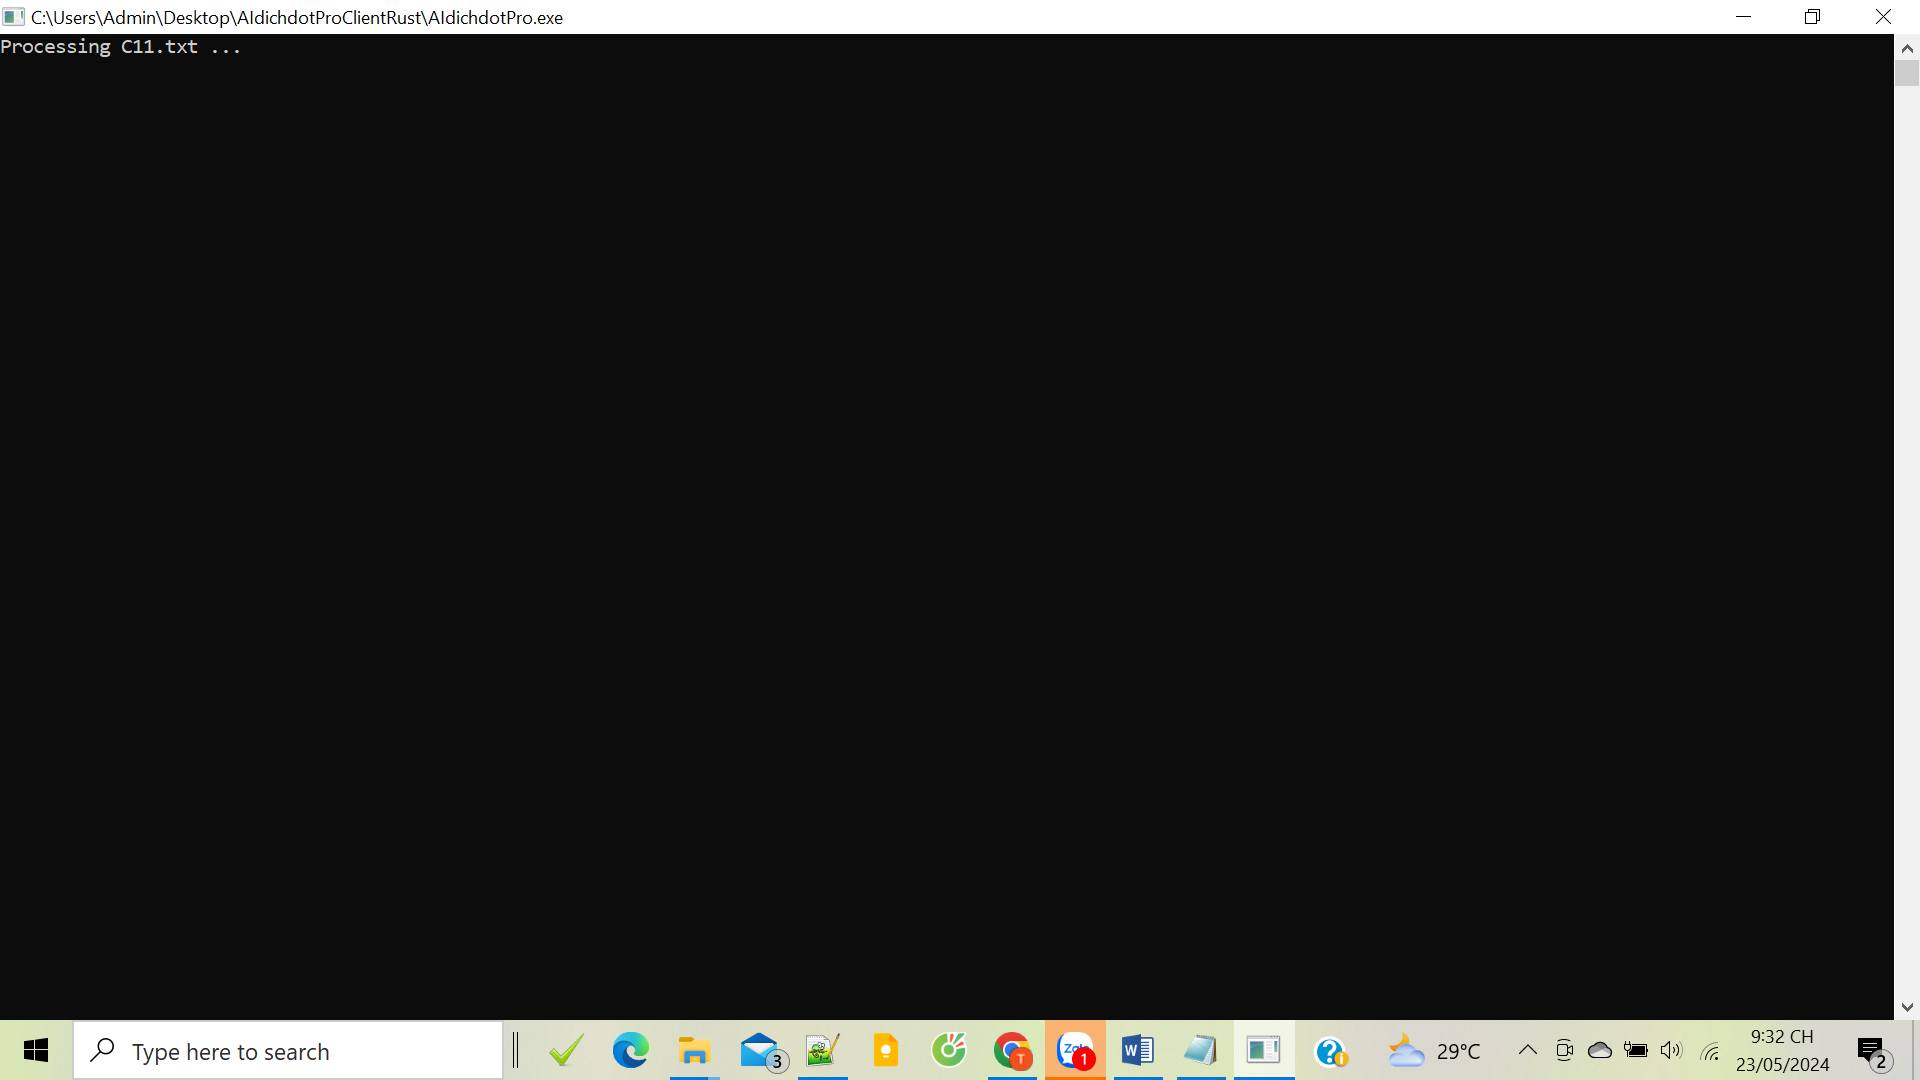 C:\Users\Admin\Desktop\AIdichdotProClientRust\AIdichdotPro.exe
Processing C11.txt ...
Type here to search
3
T
Zalo
1
W
29°C
9:32 CH
23/05/2024
2